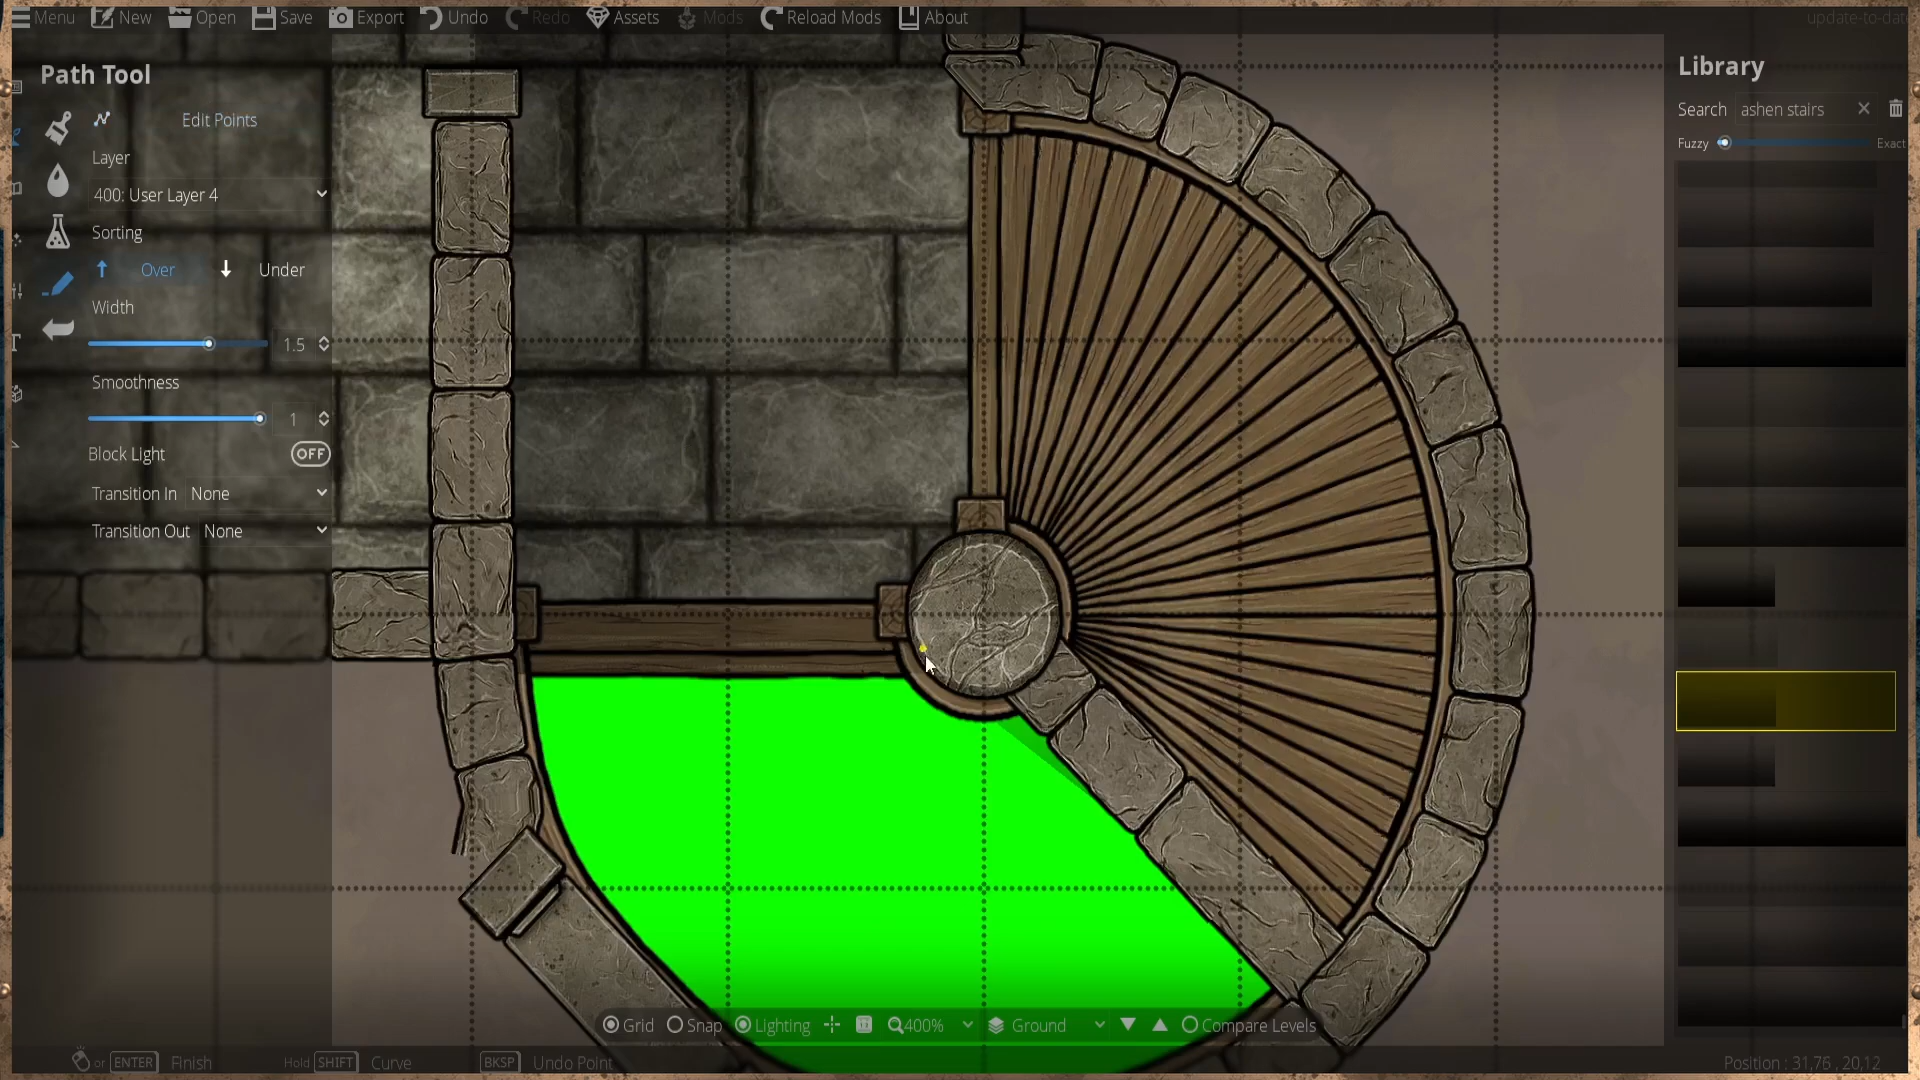 Menu New Open Save Export Undo Redo Assets Mods Reload Mods About update-to-date
Path Tool
Edit Points
Layer
400: User Layer 4
Sorting
Over Under
Width
1.5
Smoothness
1
Block Light OFF
Transition In None
Transition Out None
Library
Search ashen stairs
Fuzzy Exact
Grid Snap Lighting 400% Ground Compare Levels
or ENTER Finish Hold SHIFT Curve BKSP Undo Point Position : 31,76 , 20,12